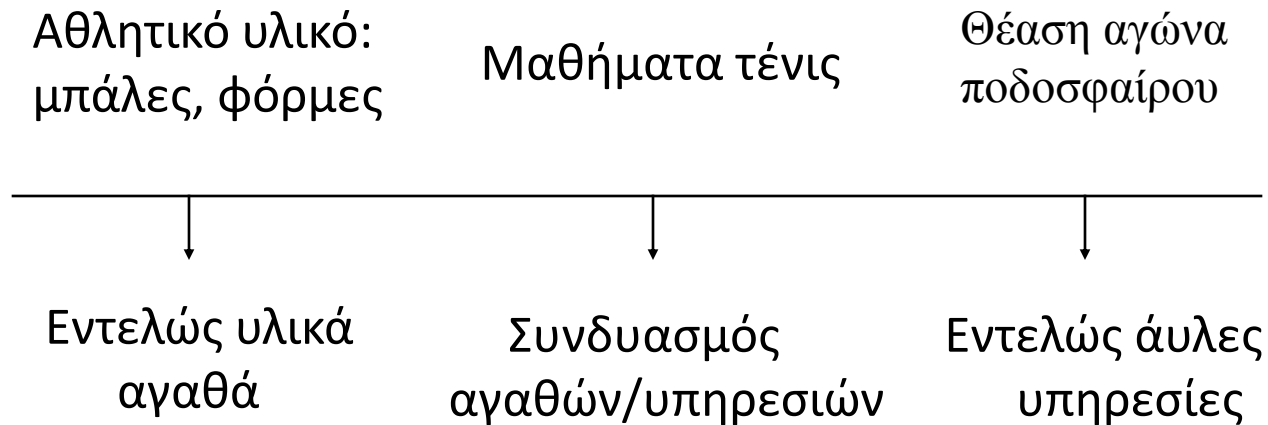 Αθλητικό υλικό:
μπάλες, φόρμες
Μαθήματα τένις
Θέαση αγώνα
ποδοσφαίρου
Εντελώς υλικά
αγαθά
Συνδυασμός
αγαθών/υπηρεσιών
Εντελώς άυλες
υπηρεσίες